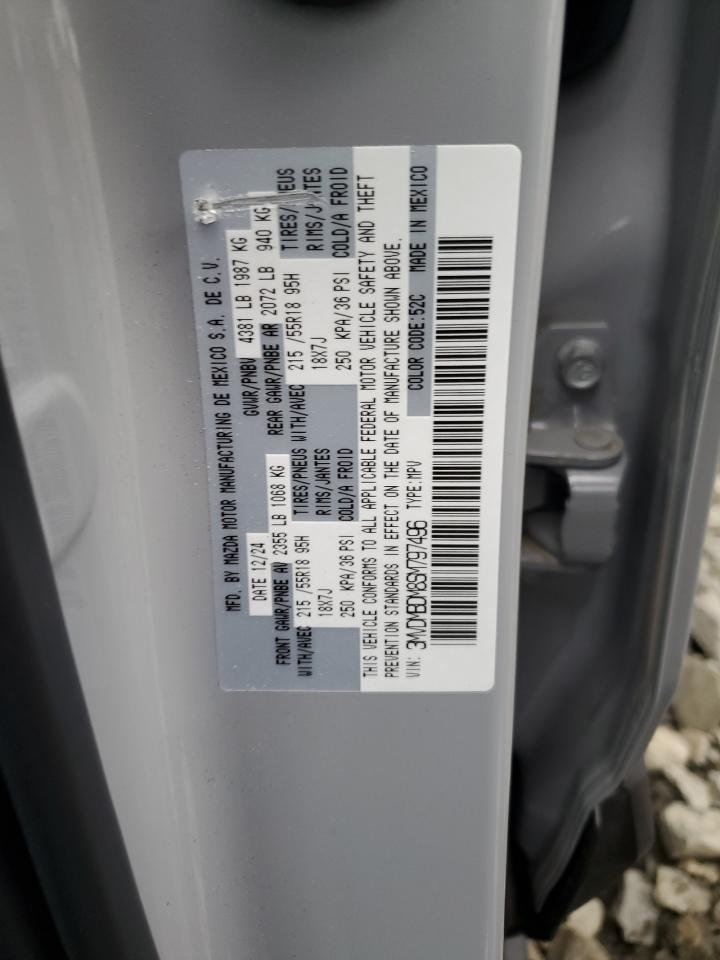 MFD. BY MAZDA MOTOR MANUFACTURING DE MEXICO S.A. DE C.V.
DATE 12/24 GVWR/PNBV 4381 LB 1987 KG
FRONT GAWR/PNBE AV 2355 LB 1068 KG REAR GAWR/PNBE AR 2072 LB 940 KG
WITH/AVEC 215 /55R18 95H TIRES/PNEUS WITH/AVEC 215 /55R18 95H TIRES/PNEUS
18X7J RIMS/JANTES 18X7J RIMS/JANTES
250 KPA/36 PSI COLD/A FROID 250 KPA/36 PSI COLD/A FROID
THIS VEHICLE CONFORMS TO ALL APPLICABLE FEDERAL MOTOR VEHICLE SAFETY AND THEFT
PREVENTION STANDARDS IN EFFECT ON THE DATE OF MANUFACTURE SHOWN ABOVE.
VIN: 3MVDMBDM8SM797496 TYPE:MPV COLOR CODE:52C MADE IN MEXICO